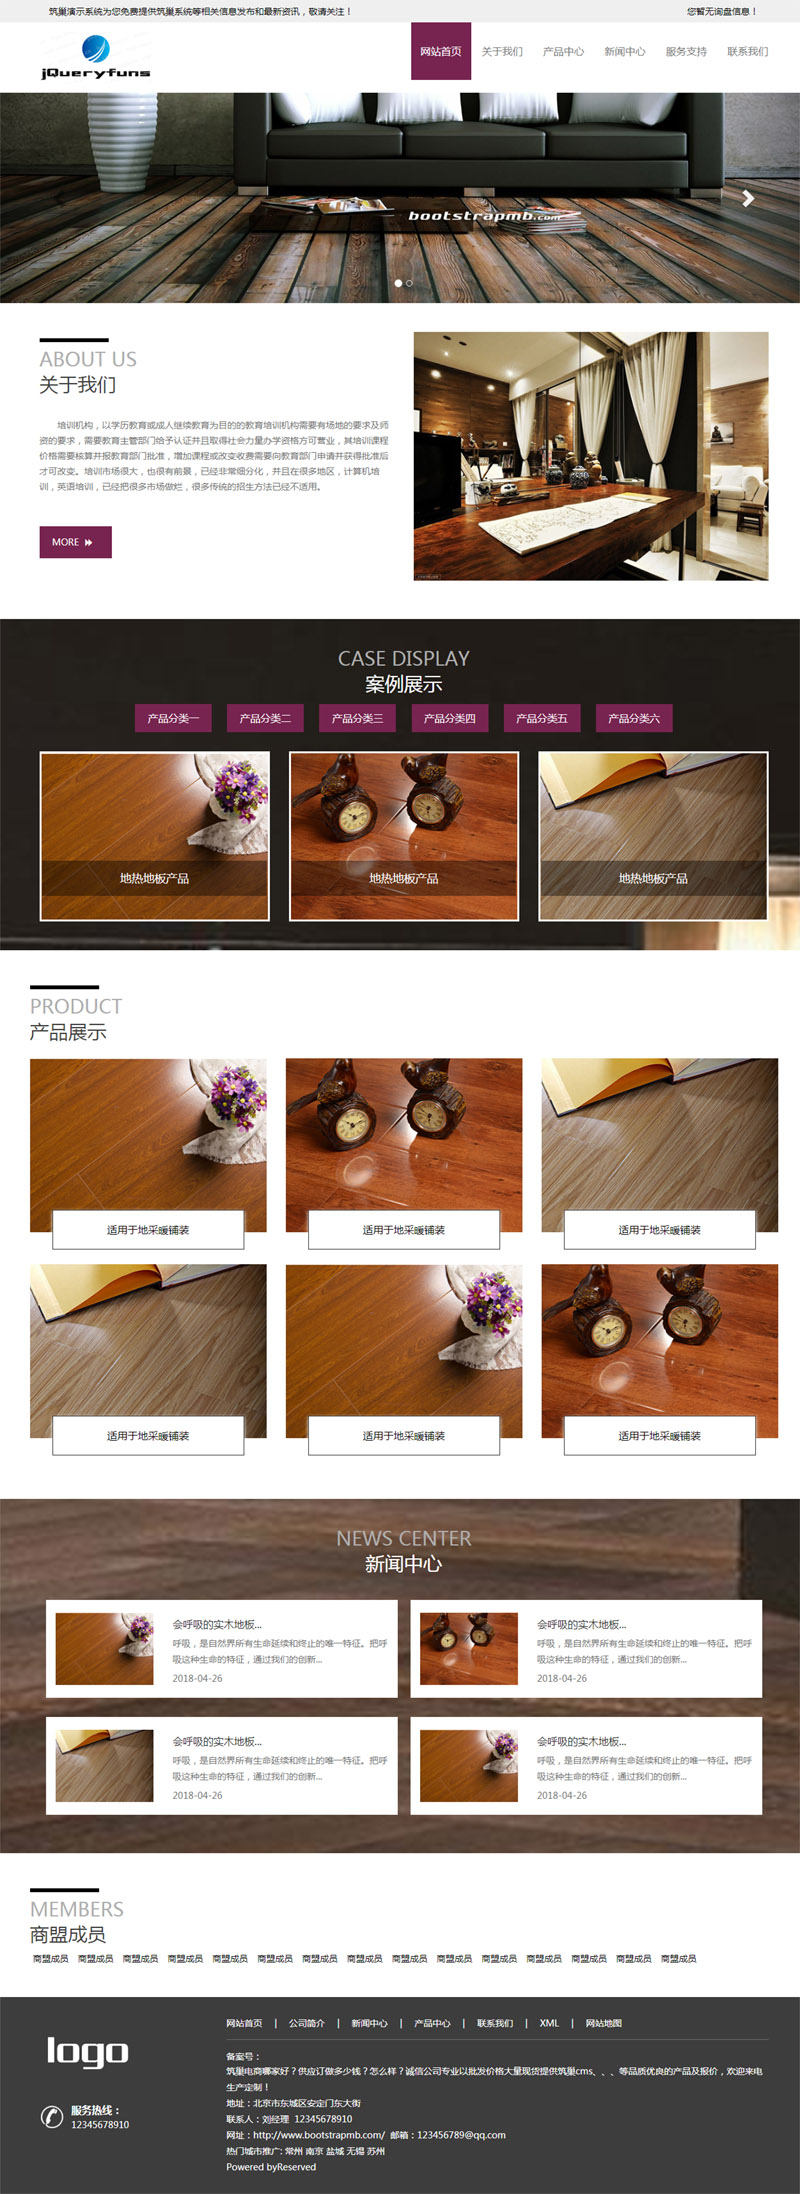 筑巢演示系统为您免费提供筑巢系统等相关信息发布和最新资讯，敬请关注！
您暂无询盘信息！
jQueryfuns
网站首页 关于我们 产品中心 新闻中心 服务支持 联系我们
bootstrapmb.com
ABOUT US
关于我们
培训机构，以学历教育或成人继续教育为目的的教育培训机构需要有场地的要求及师
资的要求，需要教育主管部门给予认证并且取得社会力量办学资格方可营业，其培训课程
价格需要核算并报教育部门批准，增加课程或改变收费需要向教育部门申请并获得批准后
才可改变。培训市场很大，也很有前景，已经非常细分化，并且在很多地区，计算机培
训，英语培训，已经把很多市场做烂，很多传统的招生方法已经不适用。
MORE
CASE DISPLAY
案例展示
产品分类一 产品分类二 产品分类三 产品分类四 产品分类五 产品分类六
地热地板产品 地热地板产品 地热地板产品
PRODUCT
产品展示
适用于地采暖铺装 适用于地采暖铺装 适用于地采暖铺装
适用于地采暖铺装 适用于地采暖铺装 适用于地采暖铺装
NEWS CENTER
新闻中心
会呼吸的实木地板...
呼吸，是自然界所有生命延续和终止的唯一特征。把呼
吸这种生命的特征，通过我们的创新...
2018-04-26
会呼吸的实木地板...
呼吸，是自然界所有生命延续和终止的唯一特征。把呼
吸这种生命的特征，通过我们的创新...
2018-04-26
会呼吸的实木地板...
呼吸，是自然界所有生命延续和终止的唯一特征。把呼
吸这种生命的特征，通过我们的创新...
2018-04-26
会呼吸的实木地板...
呼吸，是自然界所有生命延续和终止的唯一特征。把呼
吸这种生命的特征，通过我们的创新...
2018-04-26
MEMBERS
商盟成员
商盟成员 商盟成员 商盟成员 商盟成员 商盟成员 商盟成员 商盟成员 商盟成员 商盟成员 商盟成员 商盟成员 商盟成员 商盟成员 商盟成员 商盟成员
logo
服务热线：
12345678910
网站首页 | 公司简介 | 新闻中心 | 产品中心 | 联系我们 | XML | 网站地图
备案号：
筑巢电商哪家好？供应订做多少钱？怎么样？诚信公司专业以批发价格大量现货提供筑巢cms、、、等品质优良的产品及报价，欢迎来电
生产定制！
地址：北京市东城区安定门东大街
联系人：刘经理 12345678910
网址：http://www.bootstrapmb.com/ 邮箱：123456789@qq.com
热门城市推广: 常州 南京 盐城 无锡 苏州
Powered byReserved